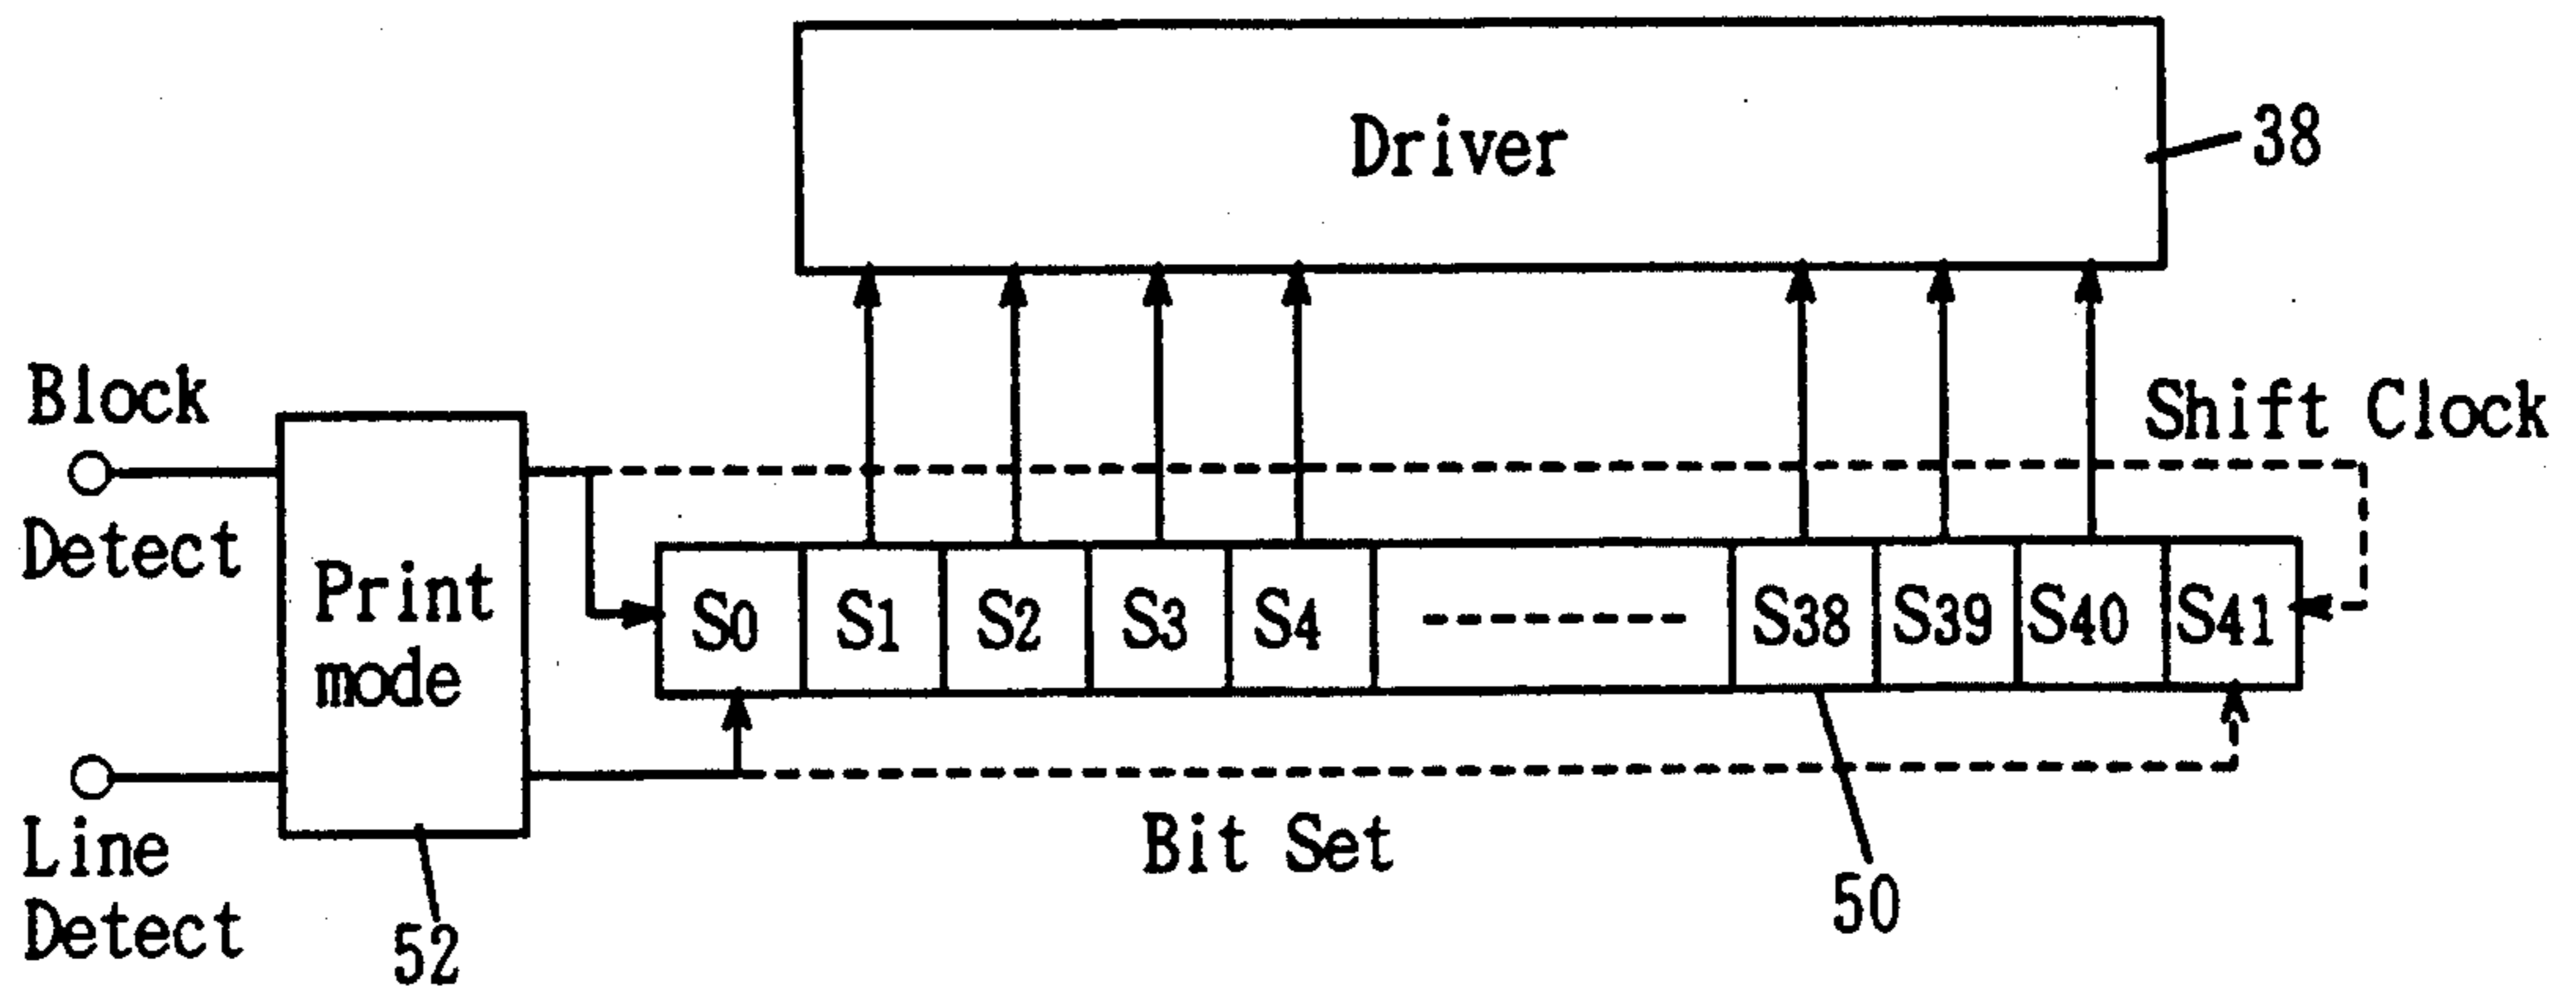 Driver
38
Block
Detect
Shift Clock
Print
mode
S0 S1 S2 S3 S4 S38 S39 S40 S41
Line
Detect
Bit Set
52
50